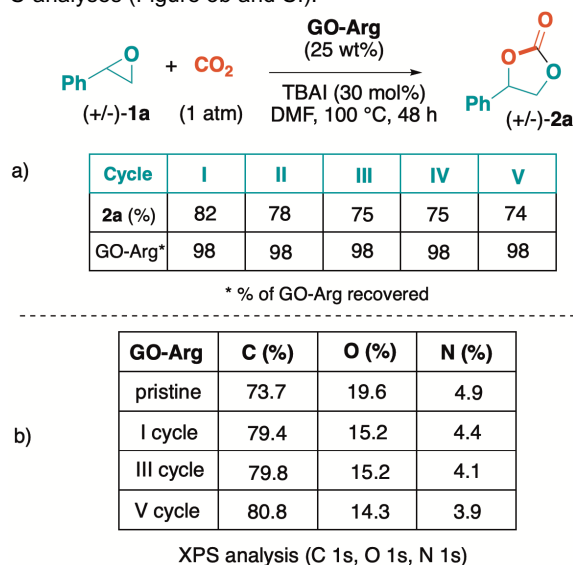 GO-Arg
(25 wt%)
O
Ph
+ CO2
TBAI (30 mol%)
DMF, 100 °C, 48 h
(+/-)-1a (1 atm)
O
O
O
Ph
(+/-)-2a
a)
Cycle I II III IV V
2a (%) 82 78 75 75 74
GO-Arg* 98 98 98 98 98
* % of GO-Arg recovered
b)
GO-Arg C (%) O (%) N (%)
pristine 73.7 19.6 4.9
I cycle 79.4 15.2 4.4
III cycle 79.8 15.2 4.1
V cycle 80.8 14.3 3.9
XPS analysis (C 1s, O 1s, N 1s)